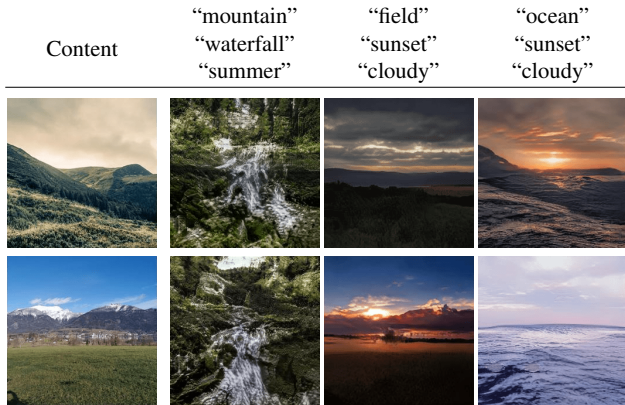 Content
“mountain”
“waterfall”
“summer”
“field”
“sunset”
“cloudy”
“ocean”
“sunset”
“cloudy”